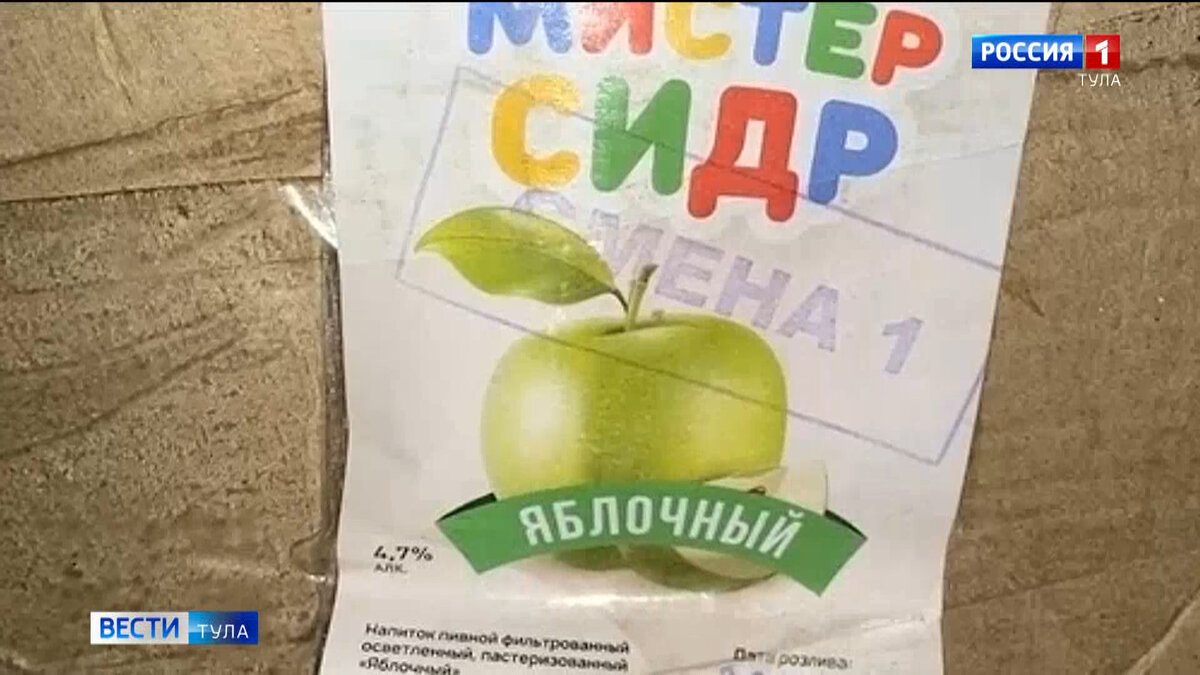 МИСТЕР
СИДР
РОССИЯ 1
ТУЛА
СМЕНА 1
ЯБЛОЧНЫЙ
4,7%
АЛК.
Напиток пивной фильтрованный
осветленный, пастеризованный
«Яблочный»
Дата розлива:
ВЕСТИ ТУЛА